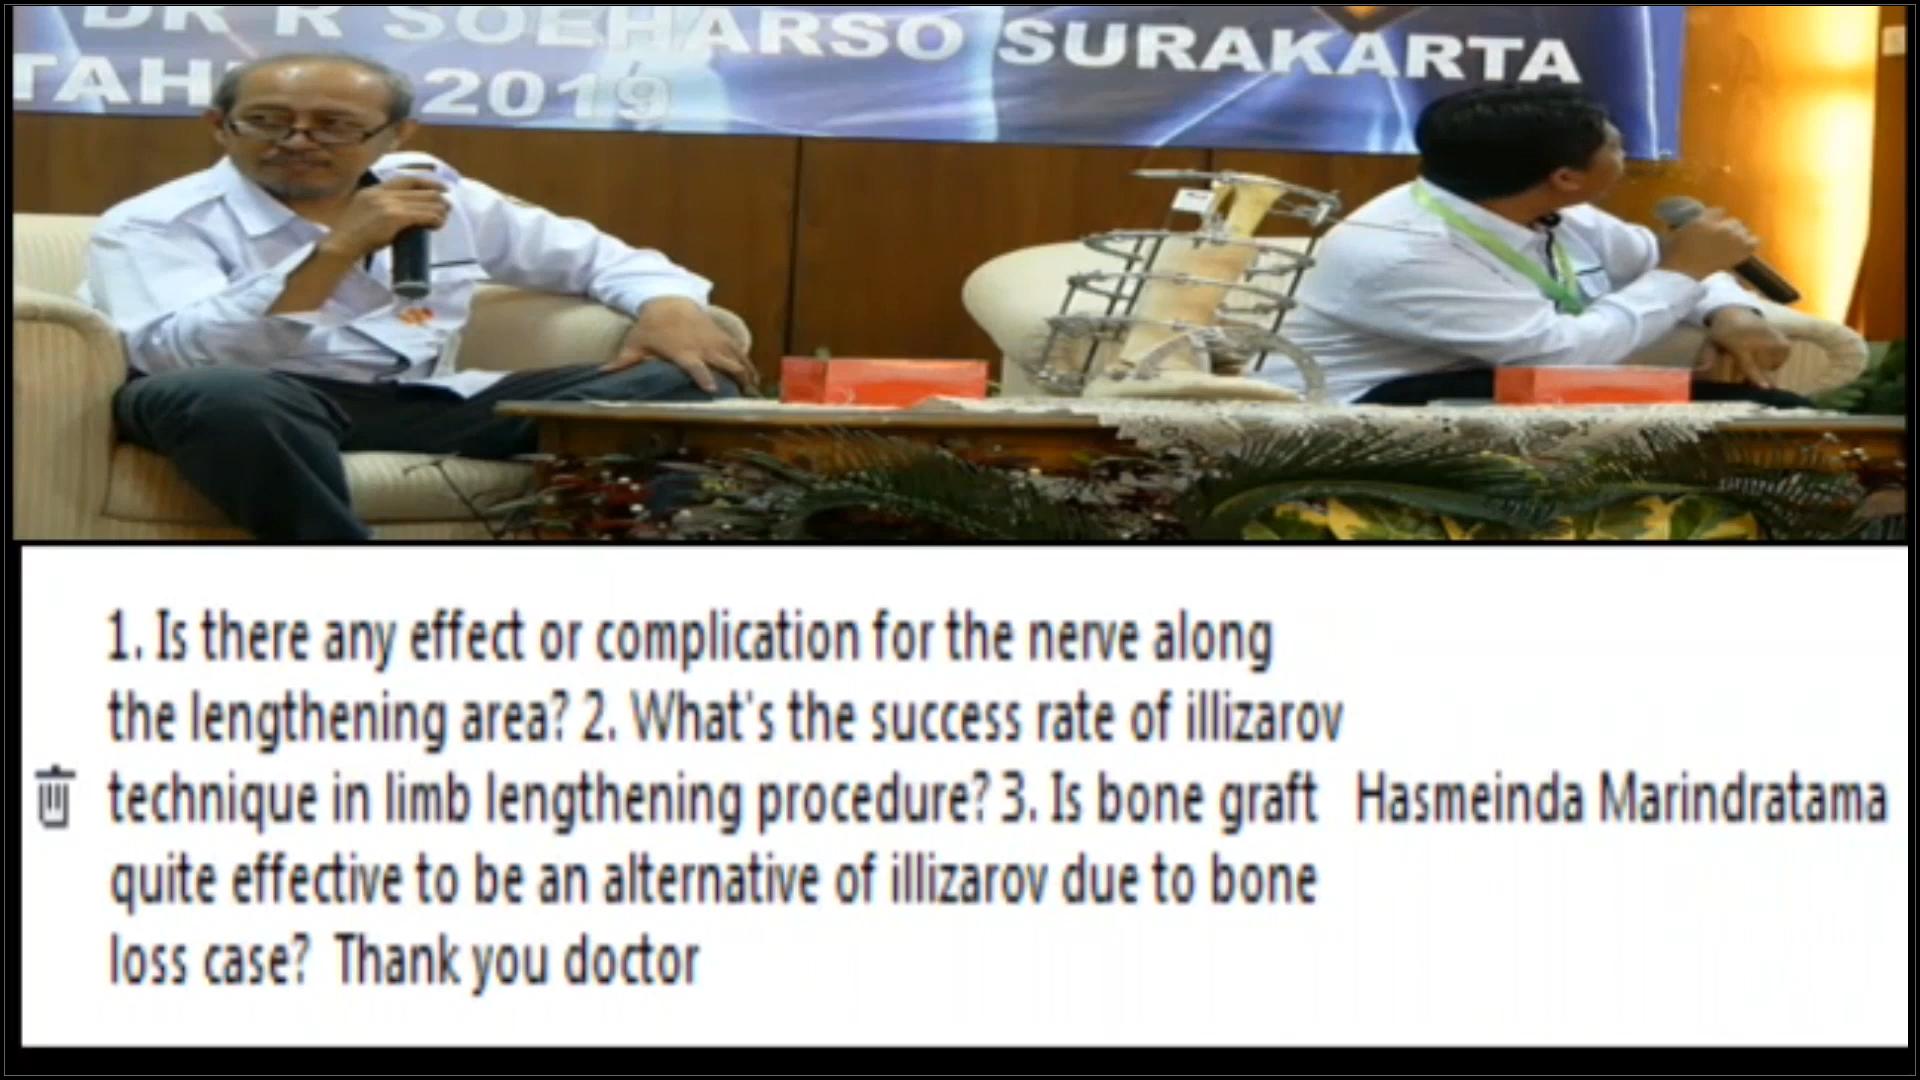 DR R SOEHARSO SURAKARTA
TAHUN 2019
1. Is there any effect or complication for the nerve along
the lengthening area? 2. What's the success rate of illizarov
technique in limb lengthening procedure? 3. Is bone graft
quite effective to be an alternative of illizarov due to bone
loss case? Thank you doctor
Hasmeinda Marindratama